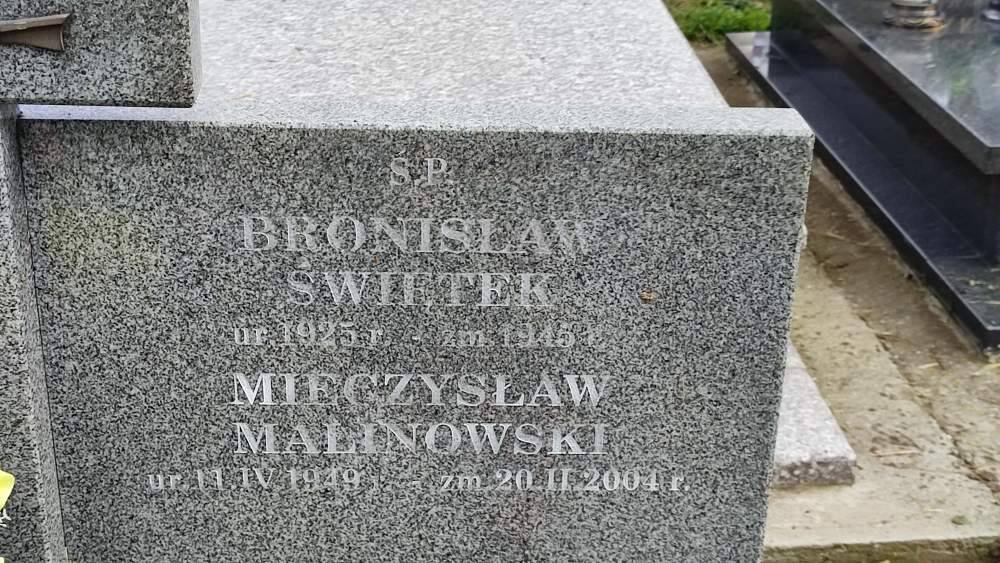 Ś.P.
BRONISŁAW
ŚWIĘTEK
ur. 1925 r. - zm. 1945 r.
MIECZYSŁAW
MALINOWSKI
ur. 11.IV 1949 r. - zm. 20.II.2004 r.